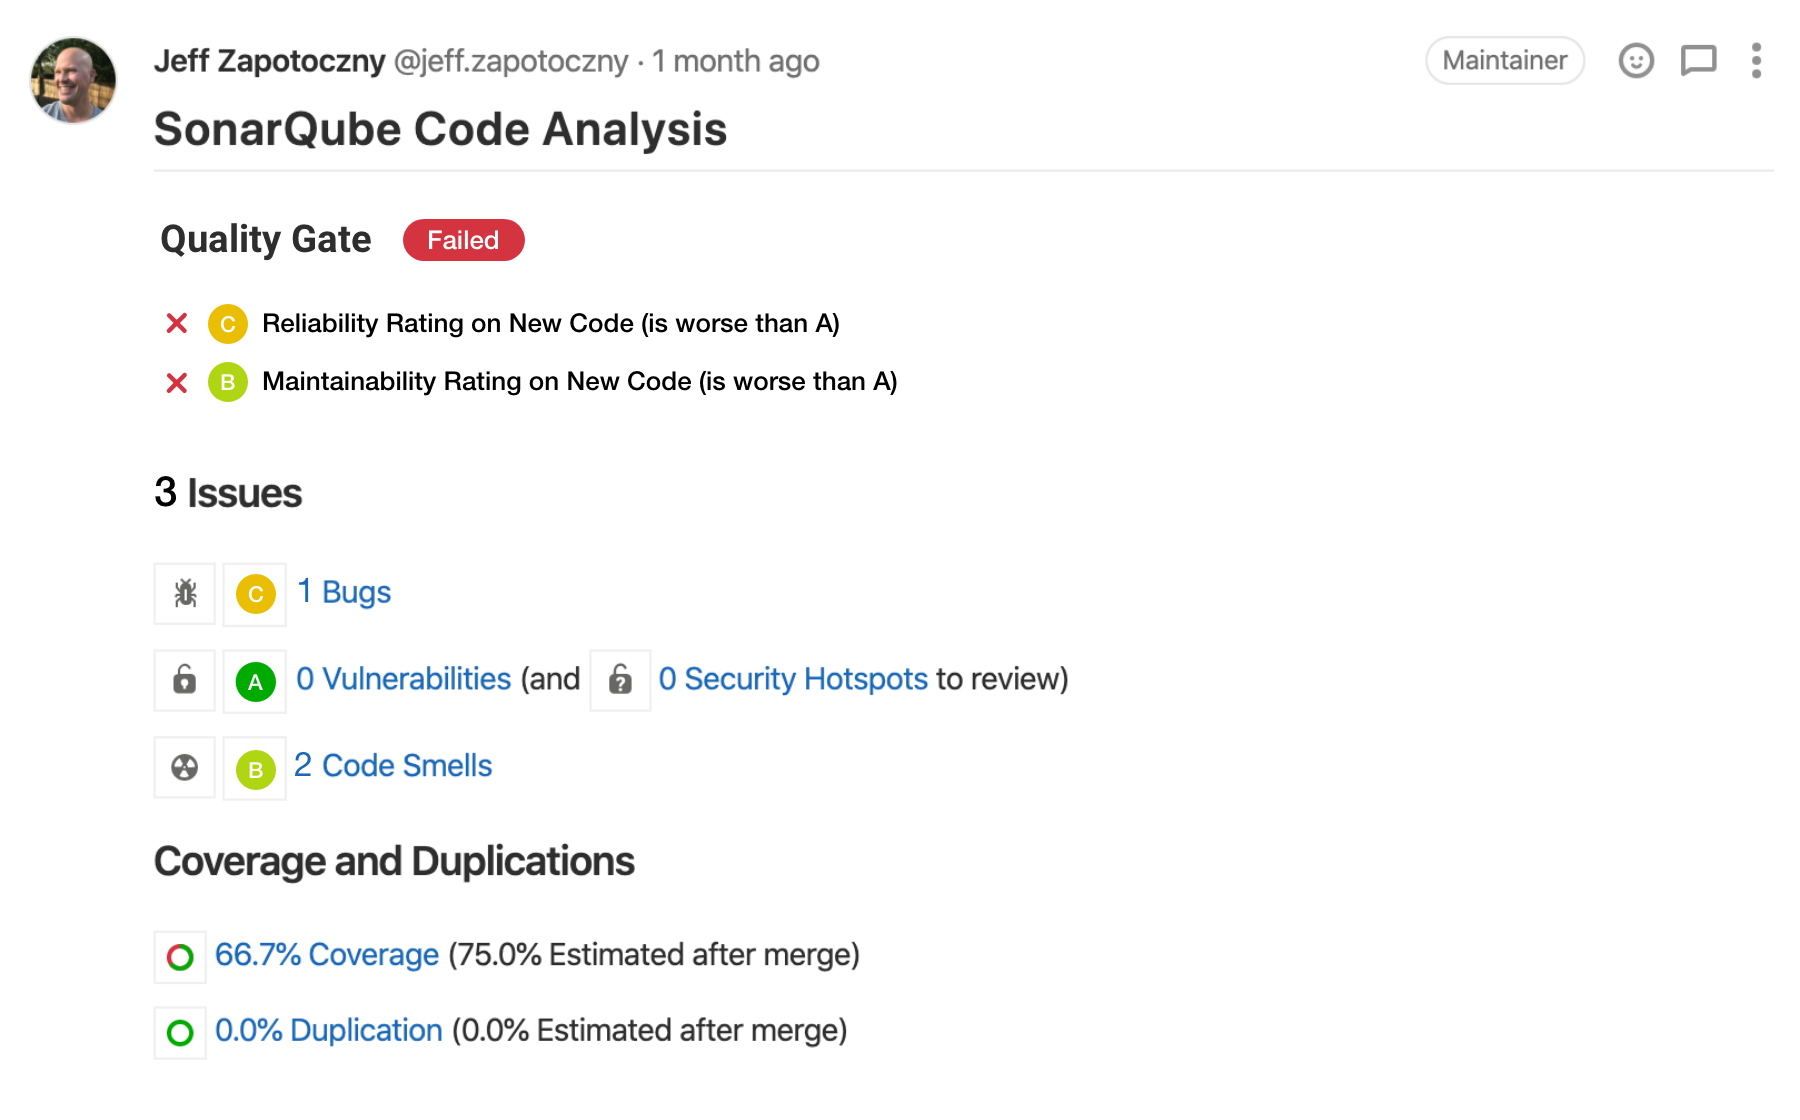 Jeff Zapotoczny @jeff.zapotoczny · 1 month ago Maintainer
SonarQube Code Analysis
Quality Gate Failed
C Reliability Rating on New Code (is worse than A)
B Maintainability Rating on New Code (is worse than A)
3 Issues
C 1 Bugs
A 0 Vulnerabilities (and ? 0 Security Hotspots to review)
B 2 Code Smells
Coverage and Duplications
66.7% Coverage (75.0% Estimated after merge)
0.0% Duplication (0.0% Estimated after merge)